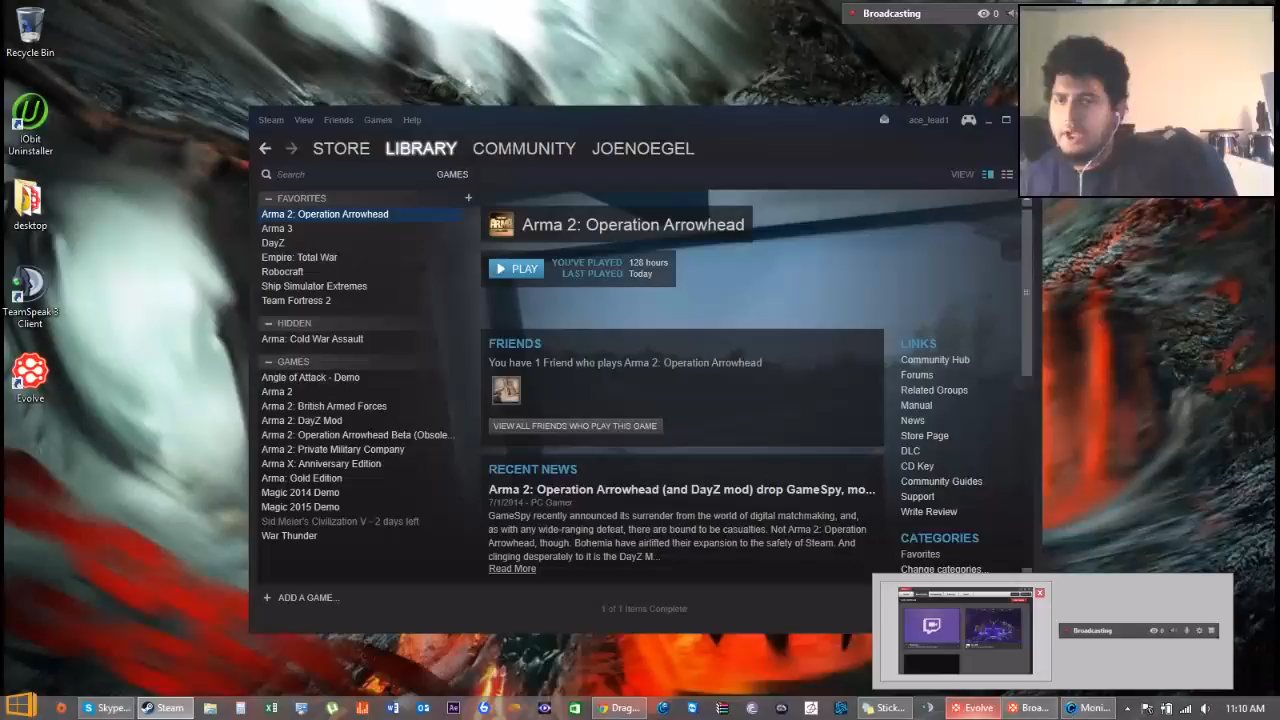 Broadcasting 0
Recycle Bin
IObit
Uninstaller
desktop
TeamSpeak 3
Client
Evolve
Steam View Friends Games Help
ace_lead1
STORE LIBRARY COMMUNITY JOENOEGEL
Search GAMES
VIEW
FAVORITES
Arma 2: Operation Arrowhead
Arma 3
DayZ
Empire: Total War
Robocraft
Ship Simulator Extremes
Team Fortress 2
HIDDEN
Arma: Cold War Assault
GAMES
Angle of Attack - Demo
Arma 2
Arma 2: British Armed Forces
Arma 2: DayZ Mod
Arma 2: Operation Arrowhead Beta (Obsole...
Arma 2: Private Military Company
Arma X: Anniversary Edition
Arma: Gold Edition
Magic 2014 Demo
Magic 2015 Demo
Sid Meier's Civilization V - 2 days left
War Thunder
+ ADD A GAME...
Arma 2: Operation Arrowhead
PLAY
YOU'VE PLAYED 128 hours
LAST PLAYED Today
FRIENDS
You have 1 Friend who plays Arma 2: Operation Arrowhead
VIEW ALL FRIENDS WHO PLAY THIS GAME
RECENT NEWS
Arma 2: Operation Arrowhead (and DayZ mod) drop GameSpy, mo...
7/1/2014 - PC Gamer
GameSpy recently announced its surrender from the world of digital matchmaking, and,
as with any wide-ranging defeat, there are bound to be casualties. Not Arma 2: Operation
Arrowhead, though. Bohemia have airlifted their expansion to the safety of Steam. And
clinging desperately to it is the DayZ M...
Read More
1 of 1 Items Complete
LINKS
Community Hub
Forums
Related Groups
Manual
News
Store Page
DLC
CD Key
Community Guides
Support
Write Review
CATEGORIES
Favorites
Change categories...
Broadcasting 0
Skype... Steam Drag... Stick... Evolve Broa... Moni... 11:10 AM